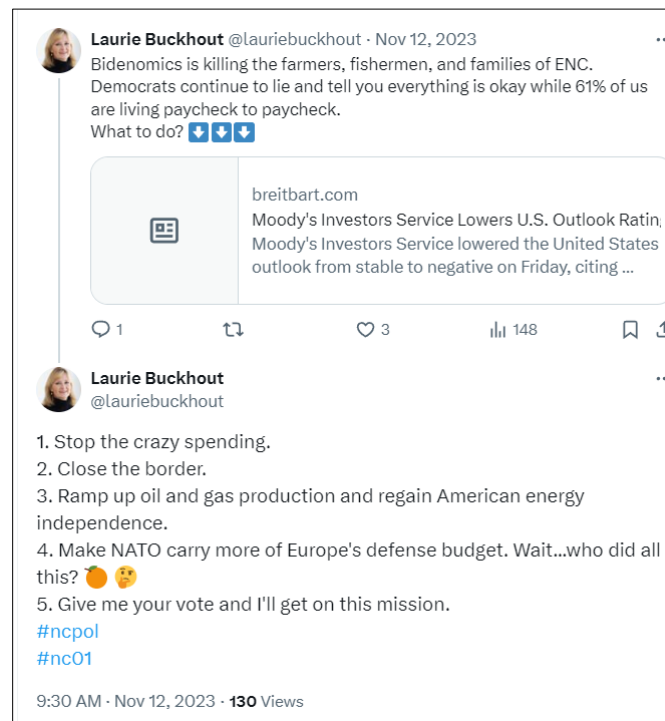 Laurie Buckhout @lauriebuckhout · Nov 12, 2023
Bidenomics is killing the farmers, fishermen, and families of ENC.
Democrats continue to lie and tell you everything is okay while 61% of us
are living paycheck to paycheck.
What to do? ⬇️⬇️⬇️
breitbart.com
Moody's Investors Service Lowers U.S. Outlook Rating
Moody's Investors Service lowered the United States
outlook from stable to negative on Friday, citing ...
1
3
148
Laurie Buckhout
@lauriebuckhout
1. Stop the crazy spending.
2. Close the border.
3. Ramp up oil and gas production and regain American energy
independence.
4. Make NATO carry more of Europe's defense budget. Wait...who did all
this? 🍊 🤔
5. Give me your vote and I'll get on this mission.
#ncpol
#nc01
9:30 AM · Nov 12, 2023 · 130 Views